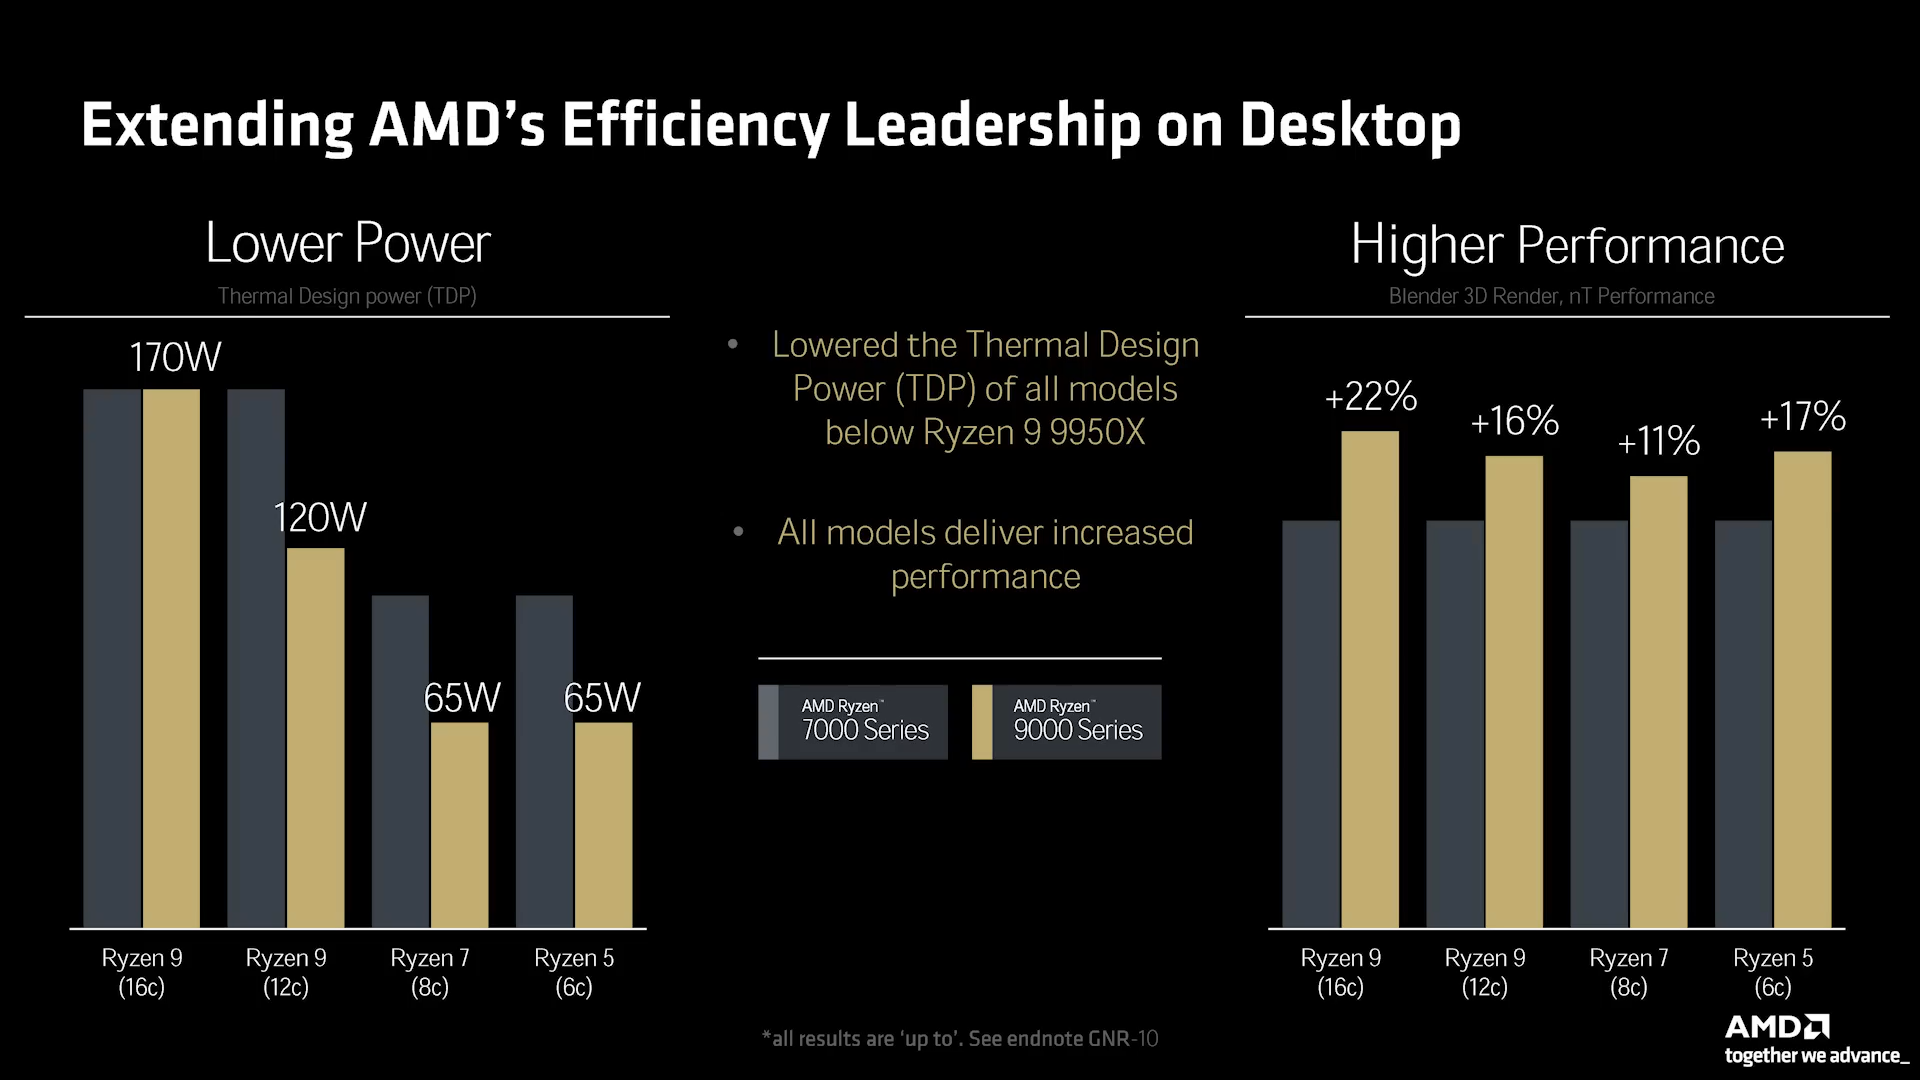 Extending AMD’s Efficiency Leadership on Desktop
Lower Power
Thermal Design power (TDP)
170W
120W
65W
65W
Ryzen 9
(16c)
Ryzen 9
(12c)
Ryzen 7
(8c)
Ryzen 5
(6c)
• Lowered the Thermal Design
Power (TDP) of all models
below Ryzen 9 9950X
• All models deliver increased
performance
AMD Ryzen™
7000 Series
AMD Ryzen™
9000 Series
Higher Performance
Blender 3D Render, nT Performance
+22%
+16%
+11%
+17%
Ryzen 9
(16c)
Ryzen 9
(12c)
Ryzen 7
(8c)
Ryzen 5
(6c)
*all results are ‘up to’. See endnote GNR-10
AMD
together we advance_